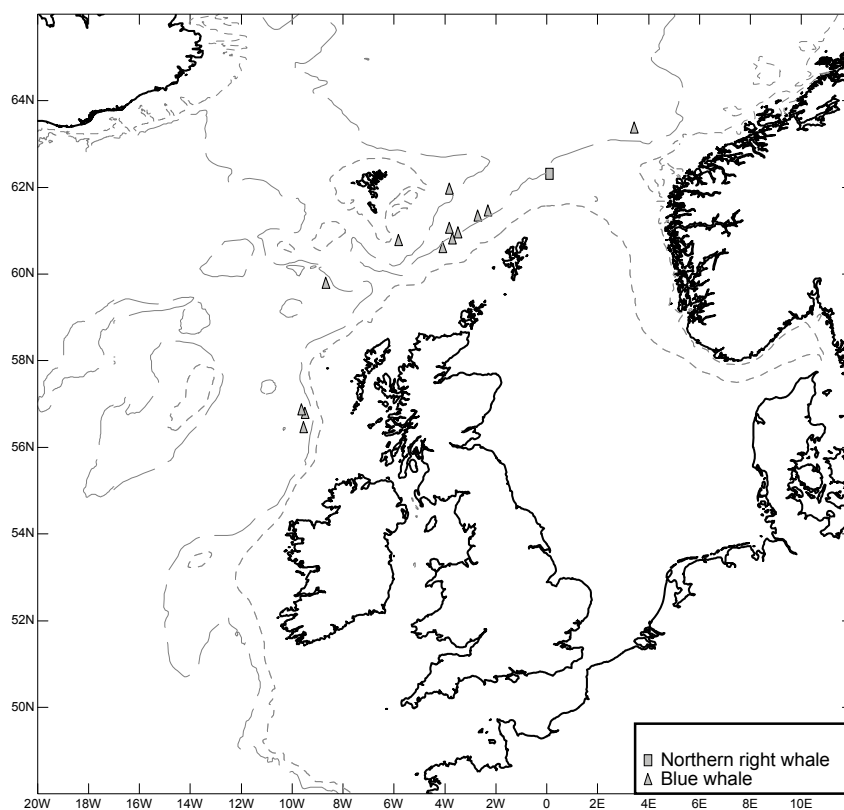 64N
62N
60N
58N
56N
54N
52N
50N
Northern right whale
Blue whale
20W 18W 16W 14W 12W 10W 8W 6W 4W 2W 0 2E 4E 6E 8E 10E